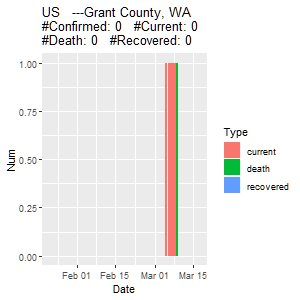 US   ---Grant County, WA
#Confirmed: 0   #Current: 0
#Death: 0   #Recovered: 0
1.00
0.75
0.50
0.25
0.00
Num
Feb 01
Feb 15
Mar 01
Mar 15
Date
Type
current
death
recovered